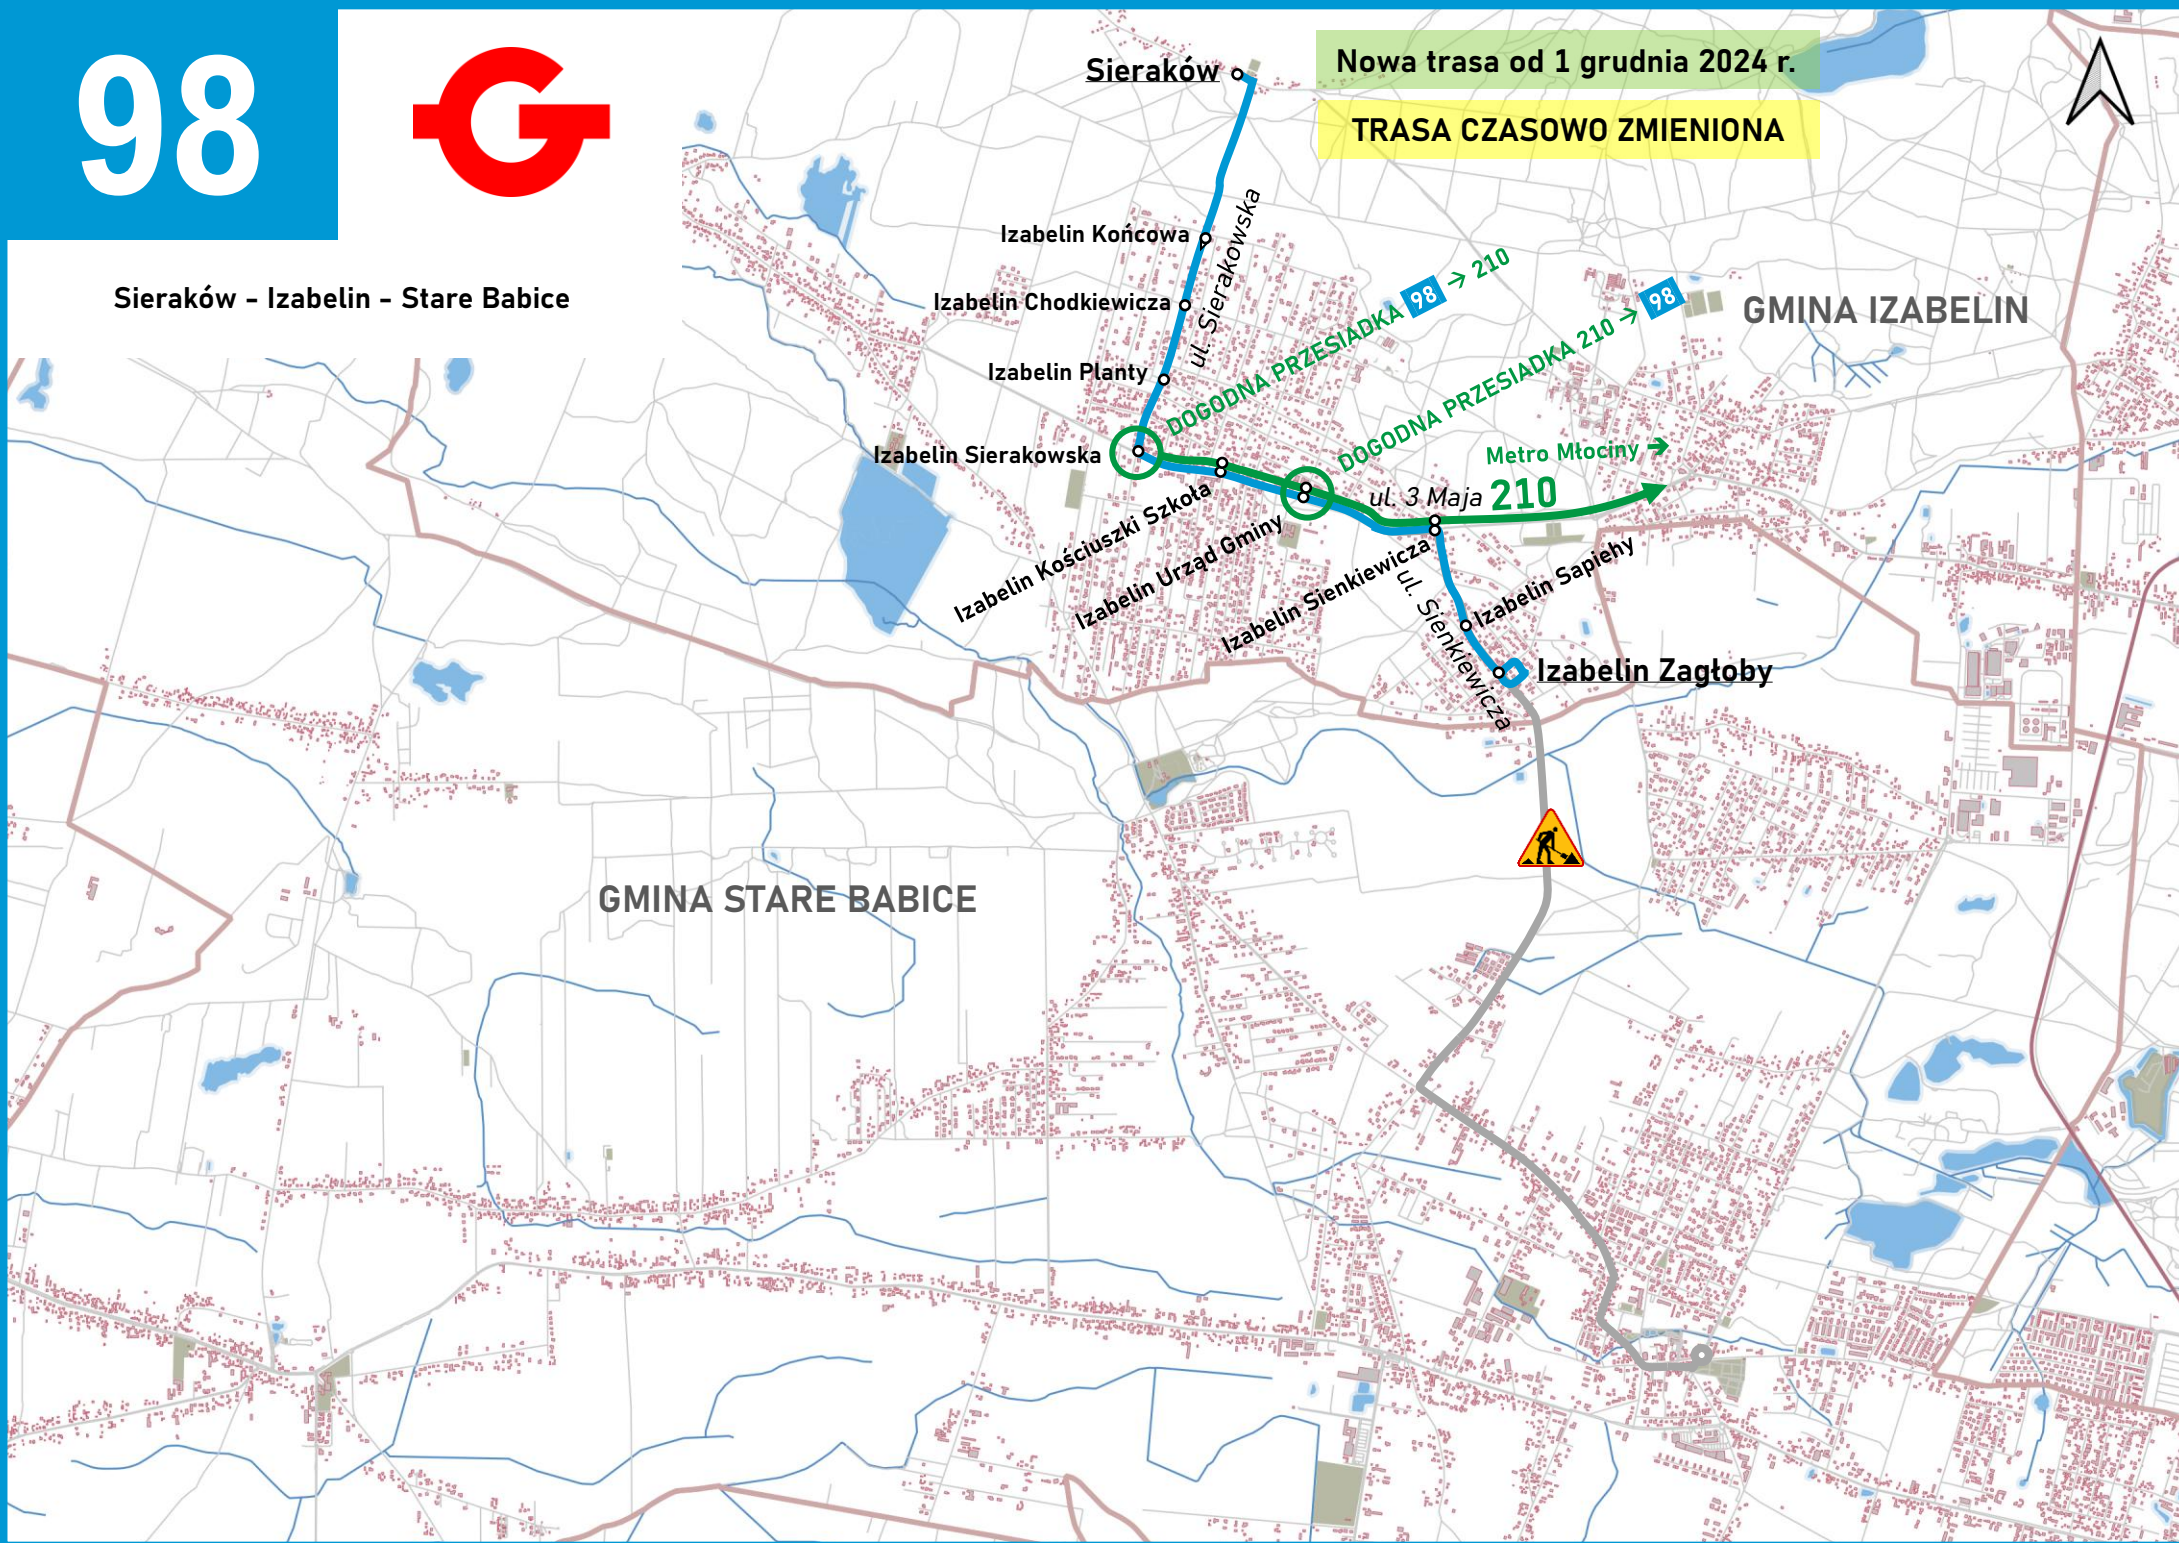 98
Sieraków - Izabelin - Stare Babice
Nowa trasa od 1 grudnia 2024 r.
TRASA CZASOWO ZMIENIONA
Sieraków
Izabelin Końcowa
ul. Sierakowska
Izabelin Chodkiewicza
Izabelin Planty
DOGODNA PRZESIADKA 98 → 210
DOGODNA PRZESIADKA 210 → 98
GMINA IZABELIN
Izabelin Sierakowska
Metro Młociny →
ul. 3 Maja 210
Izabelin Kościuszki Szkoła
Izabelin Urząd Gminy
Izabelin Sienkiewicza
ul. Sienkiewicza
Izabelin Sapiehy
Izabelin Zagłoby
GMINA STARE BABICE